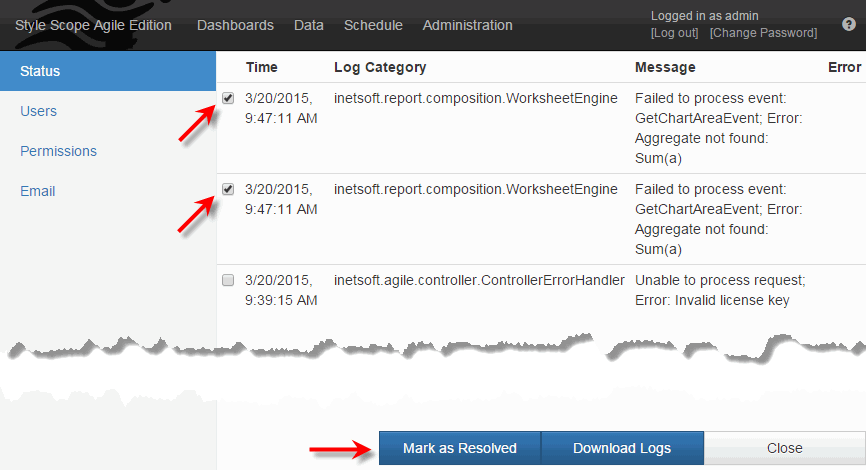 Style Scope Agile Edition Dashboards Data Schedule Administration
Logged in as admin
[Log out] [Change Password] ?
Status
Users
Permissions
Email
Time Log Category Message Error
3/20/2015, inetsoft.report.composition.WorksheetEngine Failed to process event:
9:47:11 AM GetChartAreaEvent; Error:
Aggregate not found:
Sum(a)
3/20/2015, inetsoft.report.composition.WorksheetEngine Failed to process event:
9:47:11 AM GetChartAreaEvent; Error:
Aggregate not found:
Sum(a)
3/20/2015, inetsoft.agile.controller.ControllerErrorHandler Unable to process request;
9:39:15 AM Error: Invalid license key
Mark as Resolved Download Logs Close